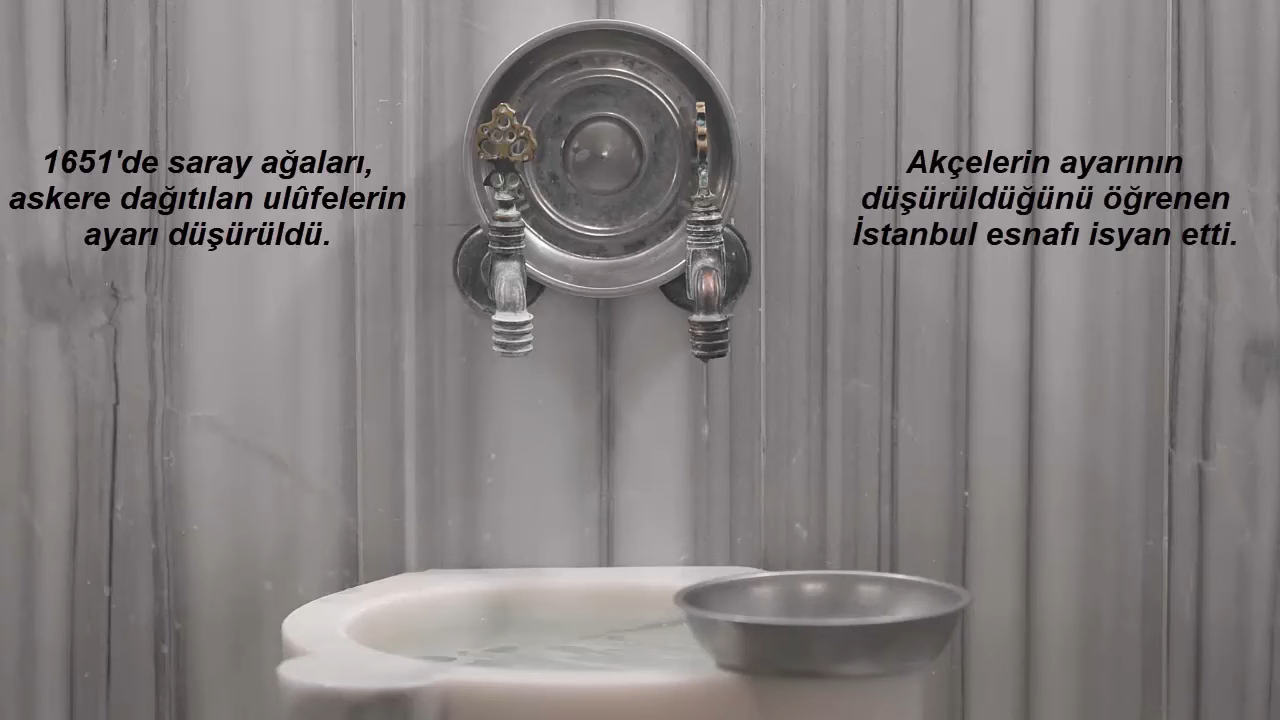 1651'de saray ağaları,
askere dağıtılan ulûfelerin
ayarı düşürüldü.
Akçelerin ayarının
düşürüldüğünü öğrenen
İstanbul esnafı isyan etti.